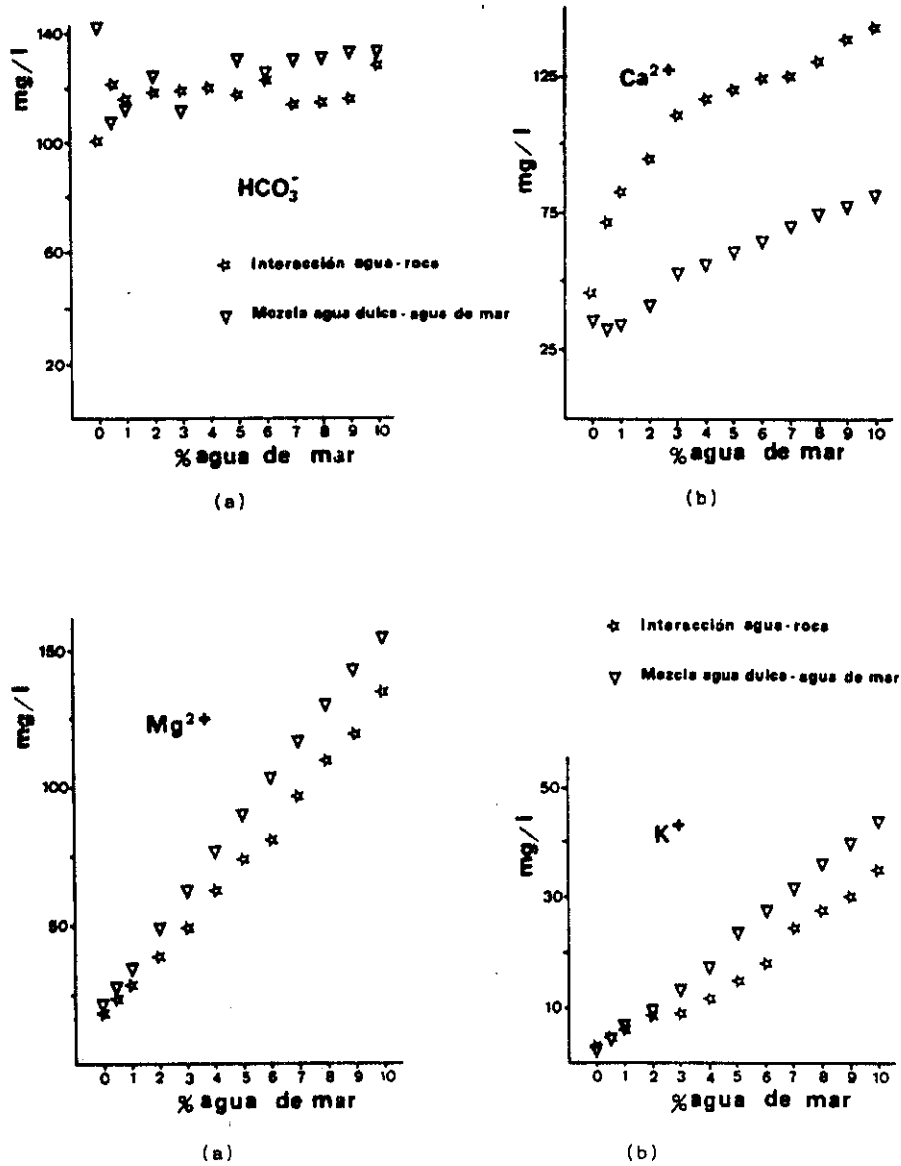 mg/l
140
100
60
20
HCO₃⁻
Interacción agua-roca
Mezcla agua dulce-agua de mar
0 1 2 3 4 5 6 7 8 9 10
% agua de mar
(a)
mg/l
125
75
25
Ca²⁺
0 1 2 3 4 5 6 7 8 9 10
% agua de mar
(b)
mg/l
150
100
50
Mg²⁺
0 1 2 3 4 5 6 7 8 9 10
% agua de mar
(a)
Interacción agua-roca
Mezcla agua dulce-agua de mar
mg/l
50
30
10
K⁺
0 1 2 3 4 5 6 7 8 9 10
% agua de mar
(b)